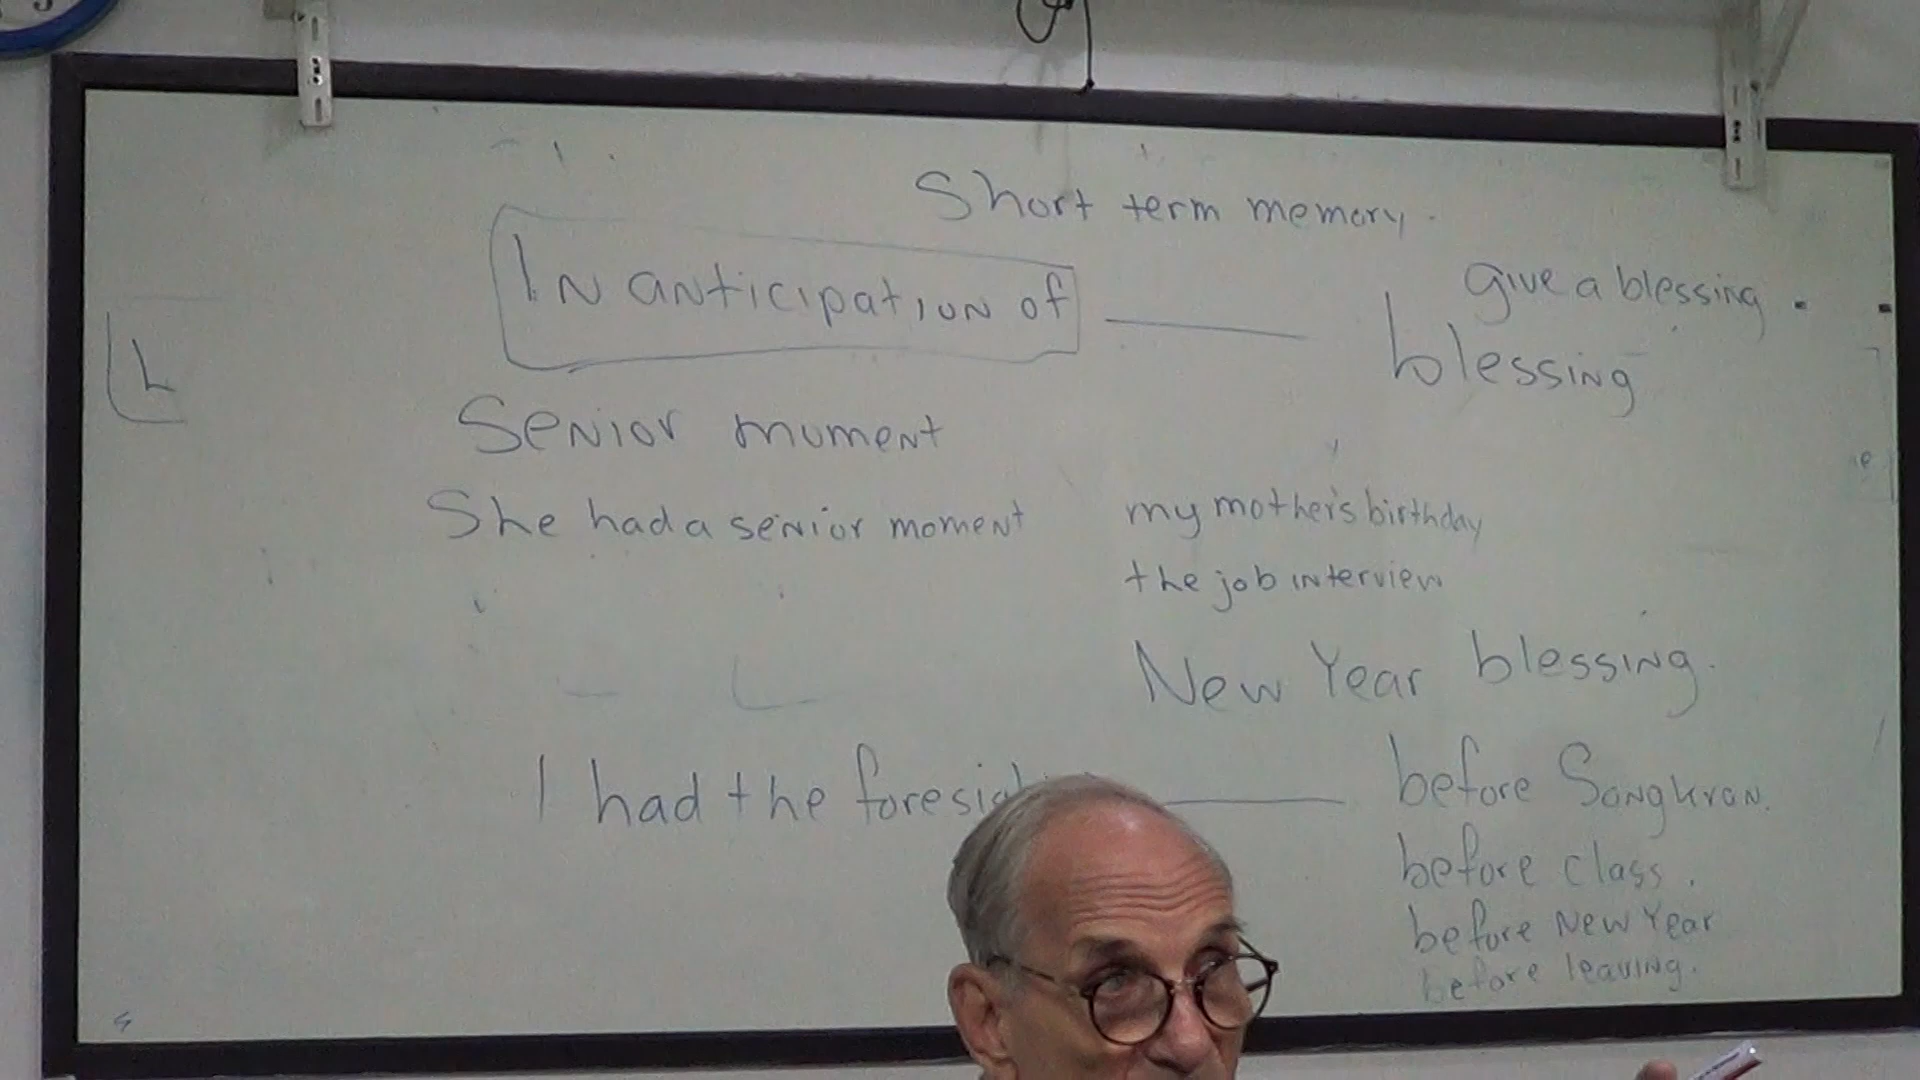 Short term memory.
In anticipation of
give a blessing.
blessing
Senior moment
She had a senior moment
my mother's birthday
the job interview
New Year blessing.
I had the
before Songkran.
before class.
before New Year
before leaving.